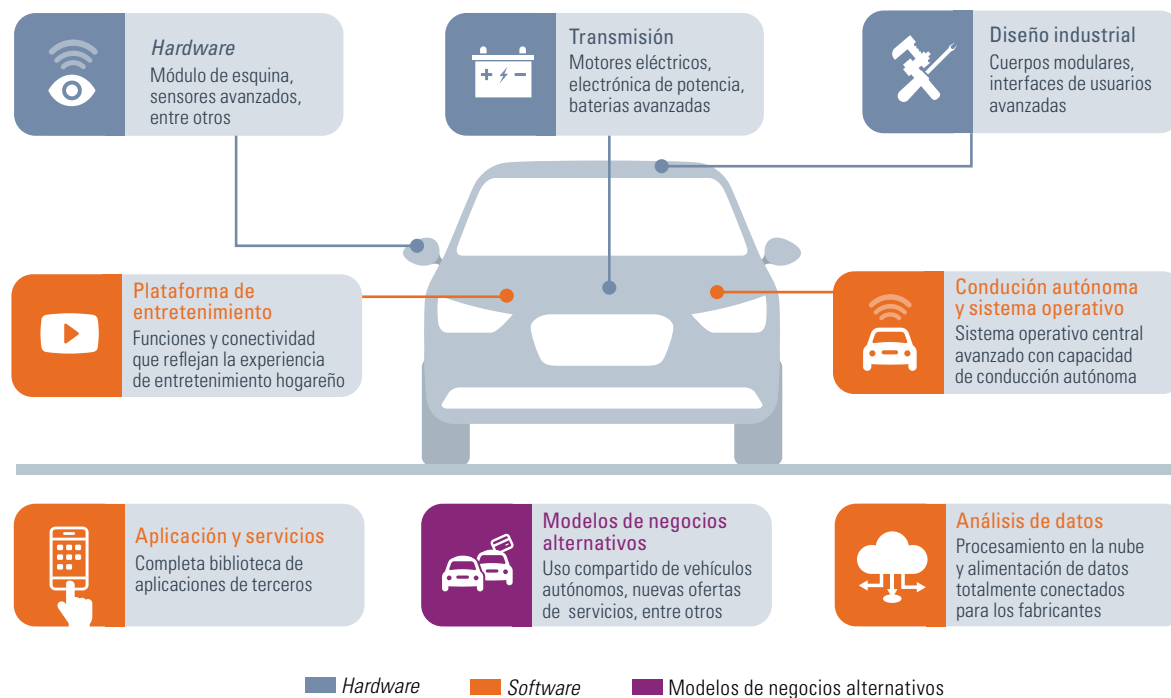 Hardware
Módulo de esquina,
sensores avanzados,
entre otros
Transmisión
Motores eléctricos,
electrónica de potencia,
baterias avanzadas
Diseño industrial
Cuerpos modulares,
interfaces de usuarios
avanzadas
Plataforma de
entretenimiento
Funciones y conectividad
que reflejan la experiencia
de entretenimiento hogareño
Condución autónoma
y sistema operativo
Sistema operativo central
avanzado con capacidad
de conducción autónoma
Aplicación y servicios
Completa biblioteca de
aplicaciones de terceros
Modelos de negocios
alternativos
Uso compartido de vehículos
autónomos, nuevas ofertas
de servicios, entre otros
Análisis de datos
Procesamiento en la nube
y alimentación de datos
totalmente conectados
para los fabricantes
Hardware
Software
Modelos de negocios alternativos